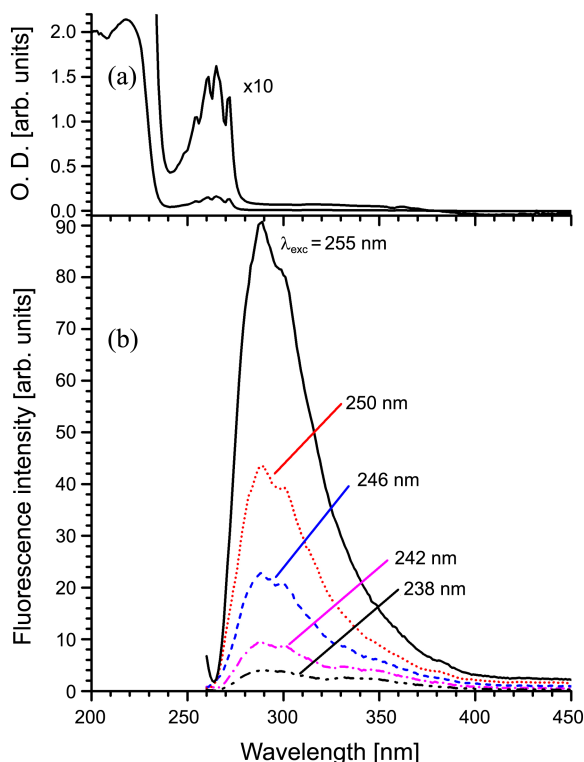 2.0
1.5
1.0
0.5
0.0
O. D. [arb. units]
(a)
x10
90
80
70
60
50
40
30
20
10
0
Fluorescence intensity [arb. units]
(b)
λexc = 255 nm
250 nm
246 nm
242 nm
238 nm
200 250 300 350 400 450
Wavelength [nm]